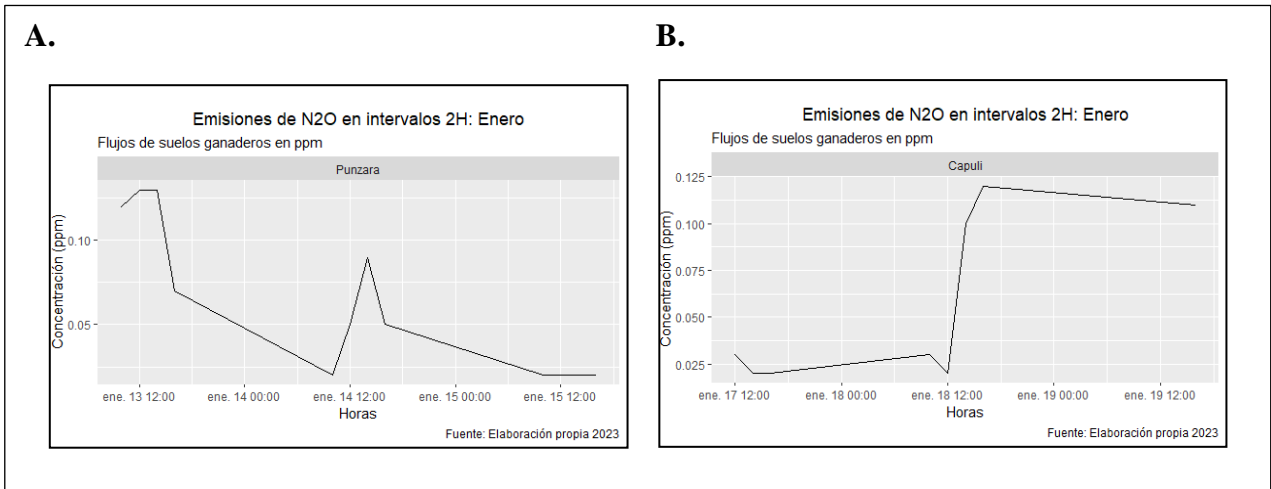 A.
Emisiones de N2O en intervalos 2H: Enero
Flujos de suelos ganaderos en ppm
Punzara
Concentración (ppm)
0.10
0.05
ene. 13 12:00 ene. 14 00:00 ene. 14 12:00 ene. 15 00:00 ene. 15 12:00
Horas
Fuente: Elaboración propia 2023
B.
Emisiones de N2O en intervalos 2H: Enero
Flujos de suelos ganaderos en ppm
Capuli
Concentración (ppm)
0.125
0.100
0.075
0.050
0.025
ene. 17 12:00 ene. 18 00:00 ene. 18 12:00 ene. 19 00:00 ene. 19 12:00
Horas
Fuente: Elaboración propia 2023